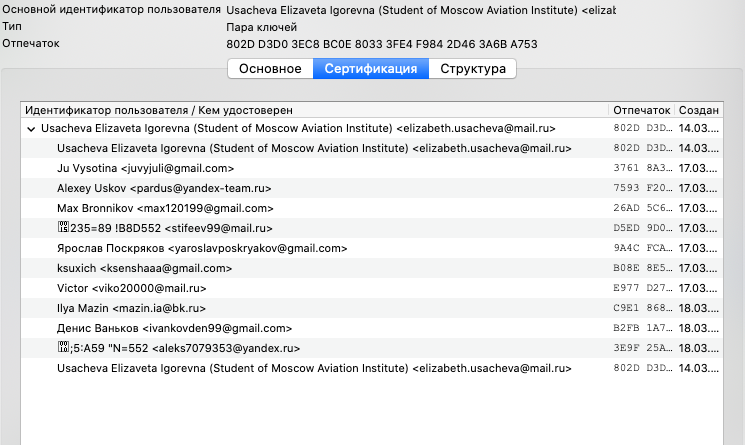 Основной идентификатор пользователя Usacheva Elizaveta Igorevna (Student of Moscow Aviation Institute) <elizat
Тип Пара ключей
Отпечаток 802D D3D0 3EC8 BC0E 8033 3FE4 F984 2D46 3A6B A753
Основное Сертификация Структура
Идентификатор пользователя / Кем удостоверен Отпечаток Создан
Usacheva Elizaveta Igorevna (Student of Moscow Aviation Institute) <elizabeth.usacheva@mail.ru> 802D D3D... 14.03....
Usacheva Elizaveta Igorevna (Student of Moscow Aviation Institute) <elizabeth.usacheva@mail.ru> 802D D3D... 14.03....
Ju Vysotina <juvyjuli@gmail.com> 3761 8A3... 17.03....
Alexey Uskov <pardus@yandex-team.ru> 7593 F20... 17.03....
Max Bronnikov <max120199@gmail.com> 26AD 5C6... 17.03....
235=89 !B8D552 <stifeev99@mail.ru> D5ED 9D0... 17.03....
Ярослав Поскряков <yaroslavposkryakov@gmail.com> 9A4C FCA... 17.03....
ksuxich <ksenshaaa@gmail.com> B08E 8E5... 17.03....
Victor <viko20000@mail.ru> E977 D27... 17.03....
Ilya Mazin <mazin.ia@bk.ru> C9E1 868... 18.03....
Денис Ваньков <ivankovden99@gmail.com> B2FB 1A7... 18.03....
;5:A59 "N=552 <aleks7079353@yandex.ru> 3E9F 25A... 18.03....
Usacheva Elizaveta Igorevna (Student of Moscow Aviation Institute) <elizabeth.usacheva@mail.ru> 802D D3D... 14.03....